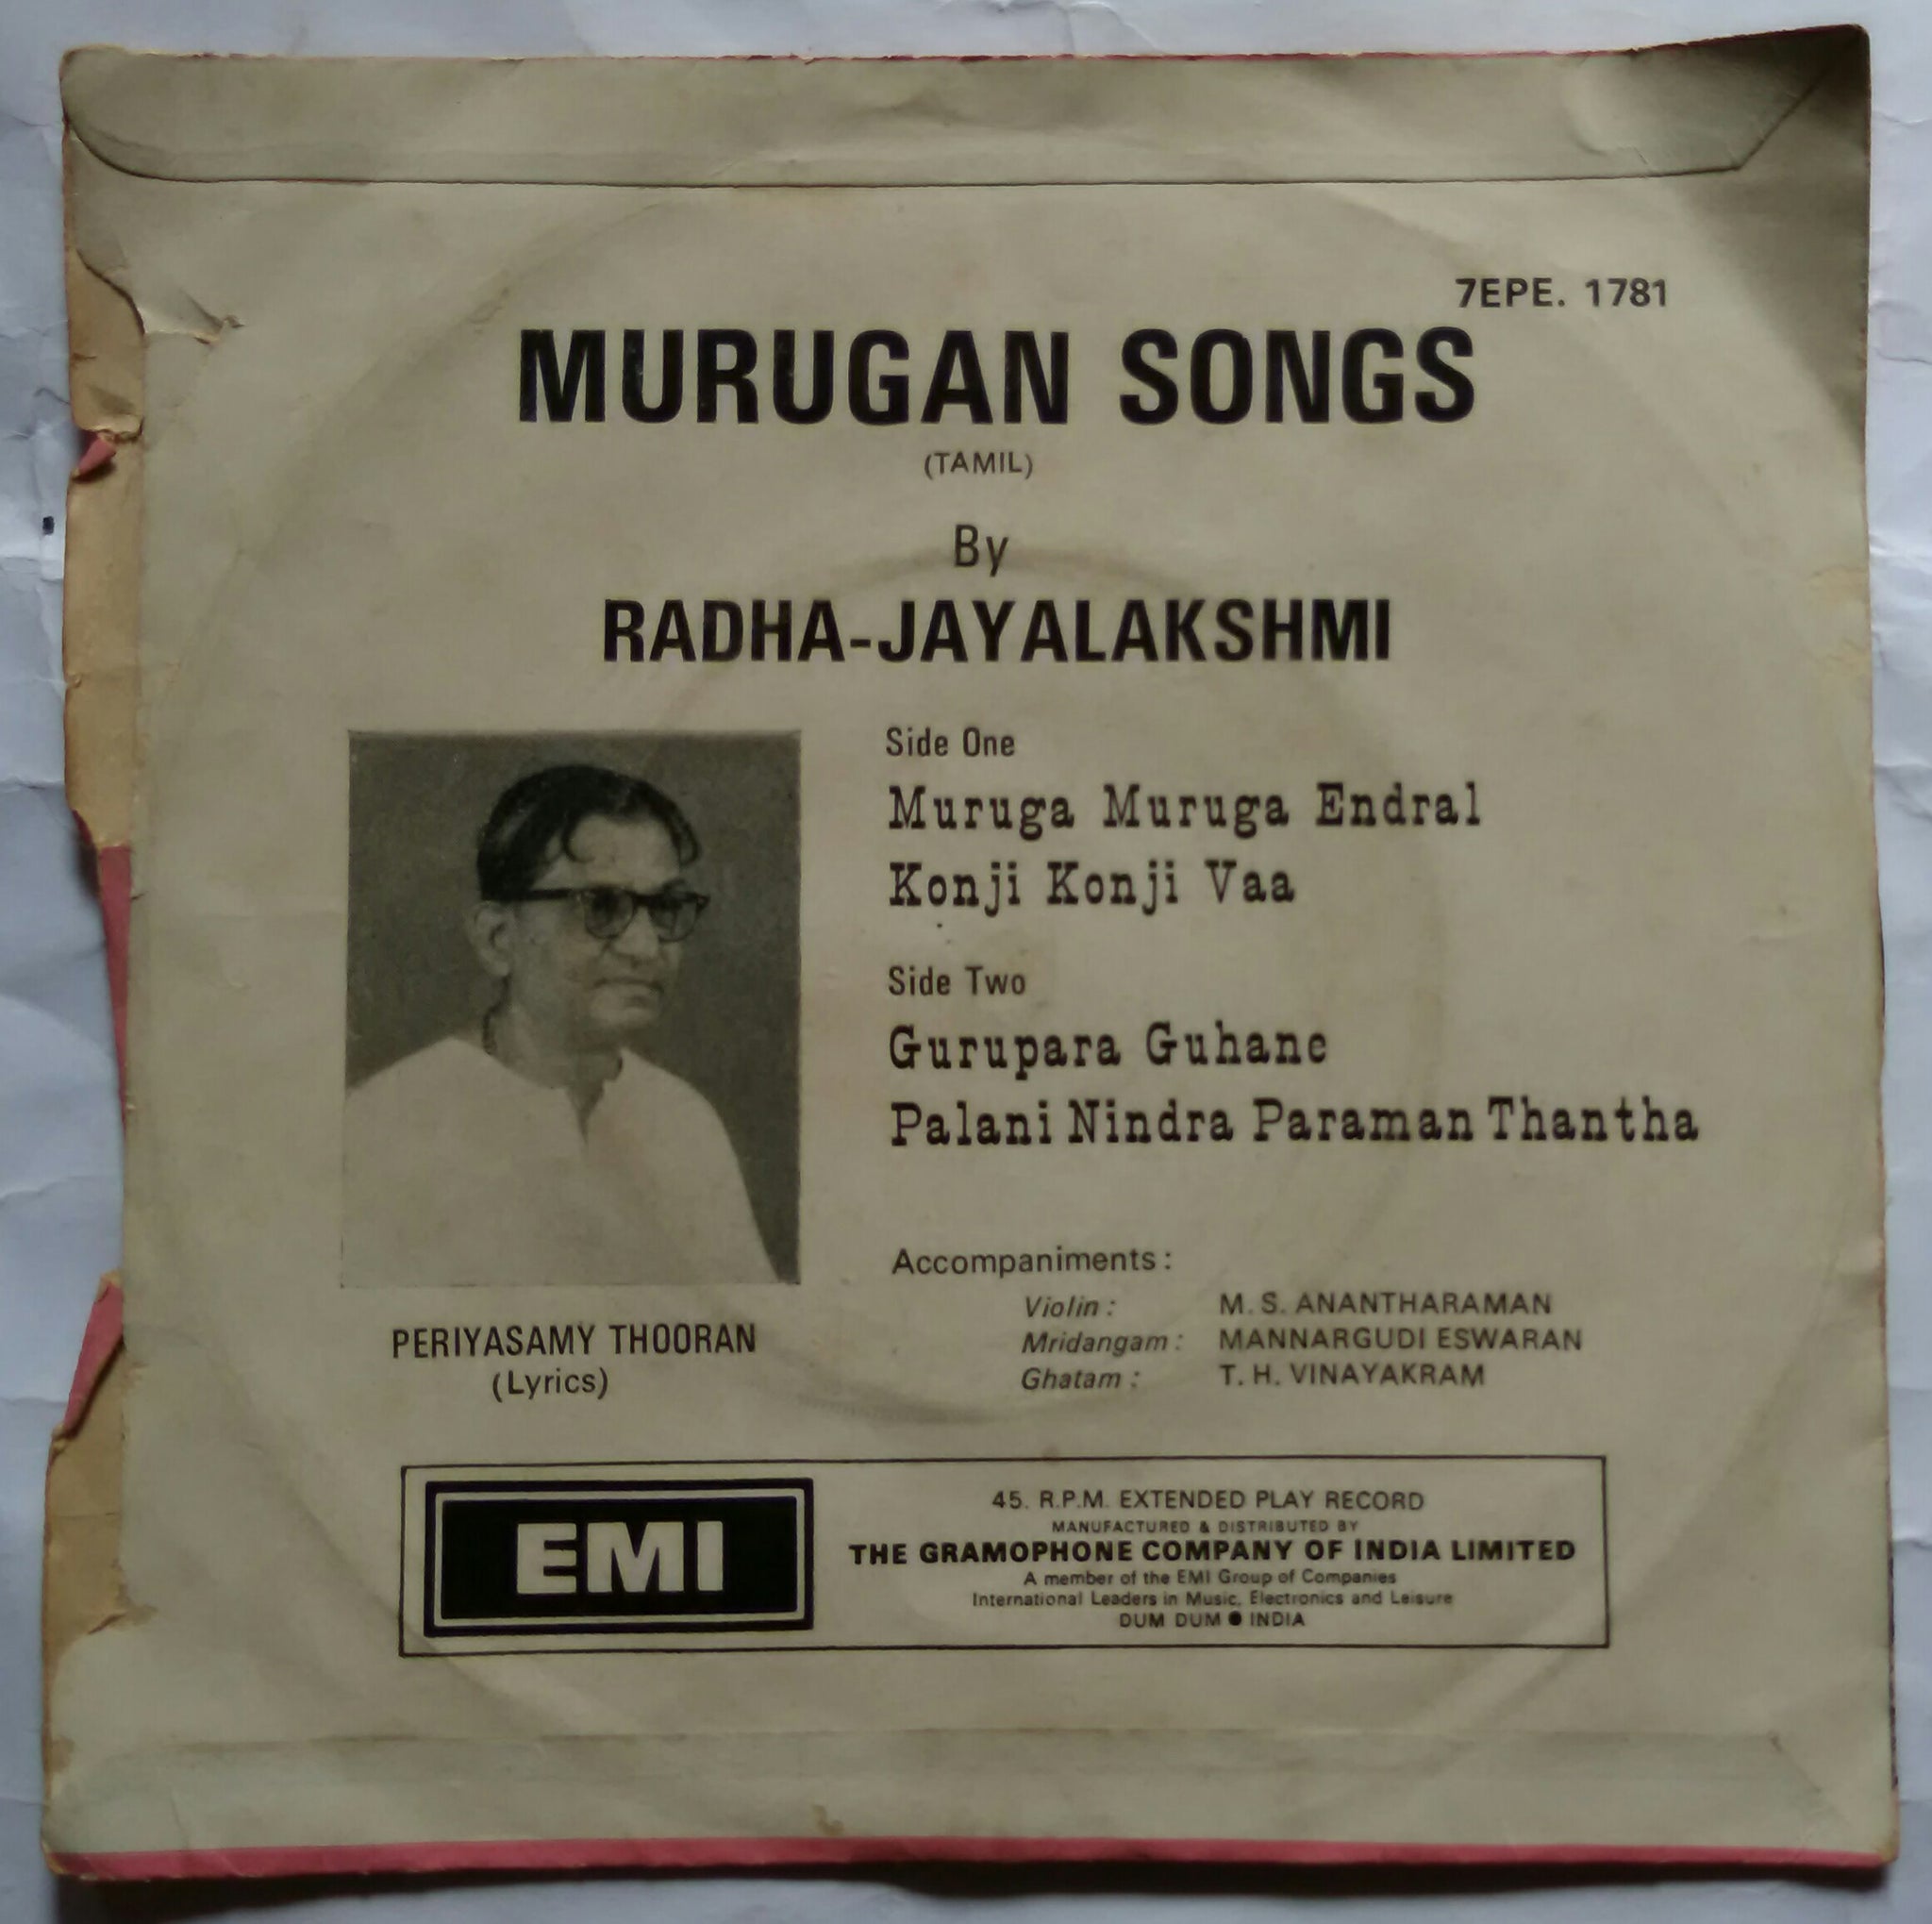 7EPE. 1781
MURUGAN SONGS
(TAMIL)
By
RADHA-JAYALAKSHMI
Side One
Muruga Muruga Endral
Konji Konji Vaa
Side Two
Gurupara Guhane
Palani Nindra Paraman Thantha
Accompaniments :
Violin : M. S. ANANTHARAMAN
Mridangam : MANNARGUDI ESWARAN
Ghatam : T. H. VINAYAKRAM
PERIYASAMY THOORAN
(Lyrics)
EMI
45. R.P.M. EXTENDED PLAY RECORD
MANUFACTURED & DISTRIBUTED BY
THE GRAMOPHONE COMPANY OF INDIA LIMITED
A member of the EMI Group of Companies
International Leaders in Music, Electronics and Leisure
DUM DUM ● INDIA